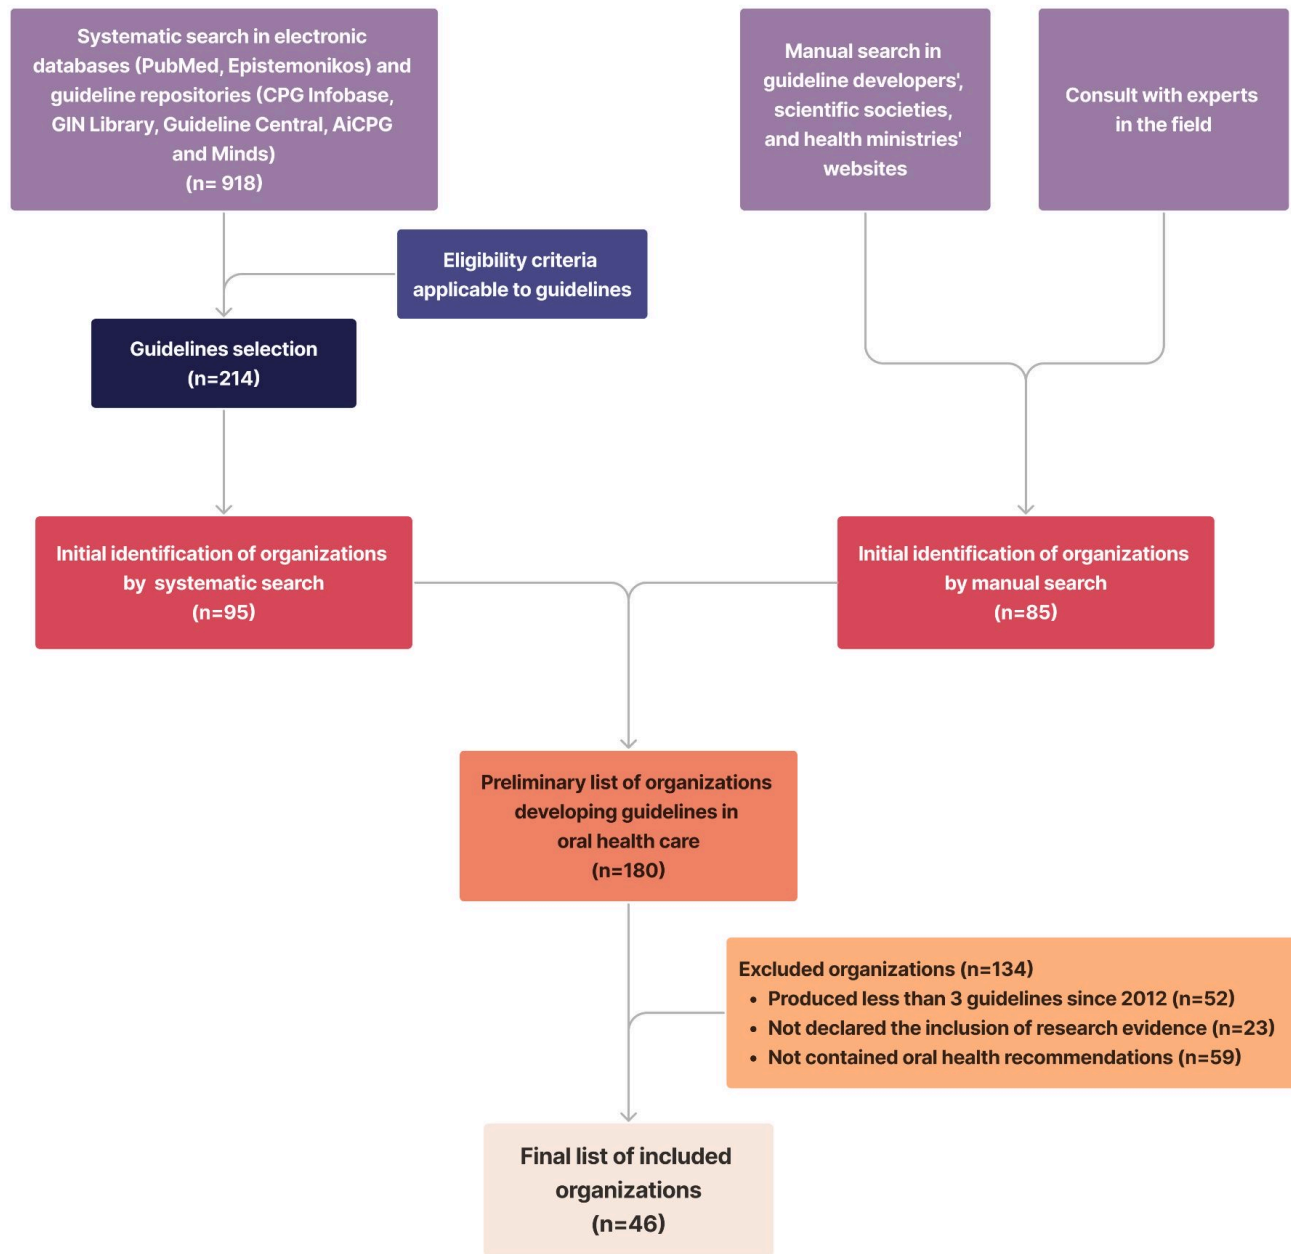 Systematic search in electronic
databases (PubMed, Epistemonikos) and
guideline repositories (CPG Infobase,
GIN Library, Guideline Central, AiCPG
and Minds)
(n= 918)
Manual search in
guideline developers',
scientific societies,
and health ministries'
websites
Consult with experts
in the field
Eligibility criteria
applicable to guidelines
Guidelines selection
(n=214)
Initial identification of organizations
by systematic search
(n=95)
Initial identification of organizations
by manual search
(n=85)
Preliminary list of organizations
developing guidelines in
oral health care
(n=180)
Excluded organizations (n=134)
• Produced less than 3 guidelines since 2012 (n=52)
• Not declared the inclusion of research evidence (n=23)
• Not contained oral health recommendations (n=59)
Final list of included
organizations
(n=46)